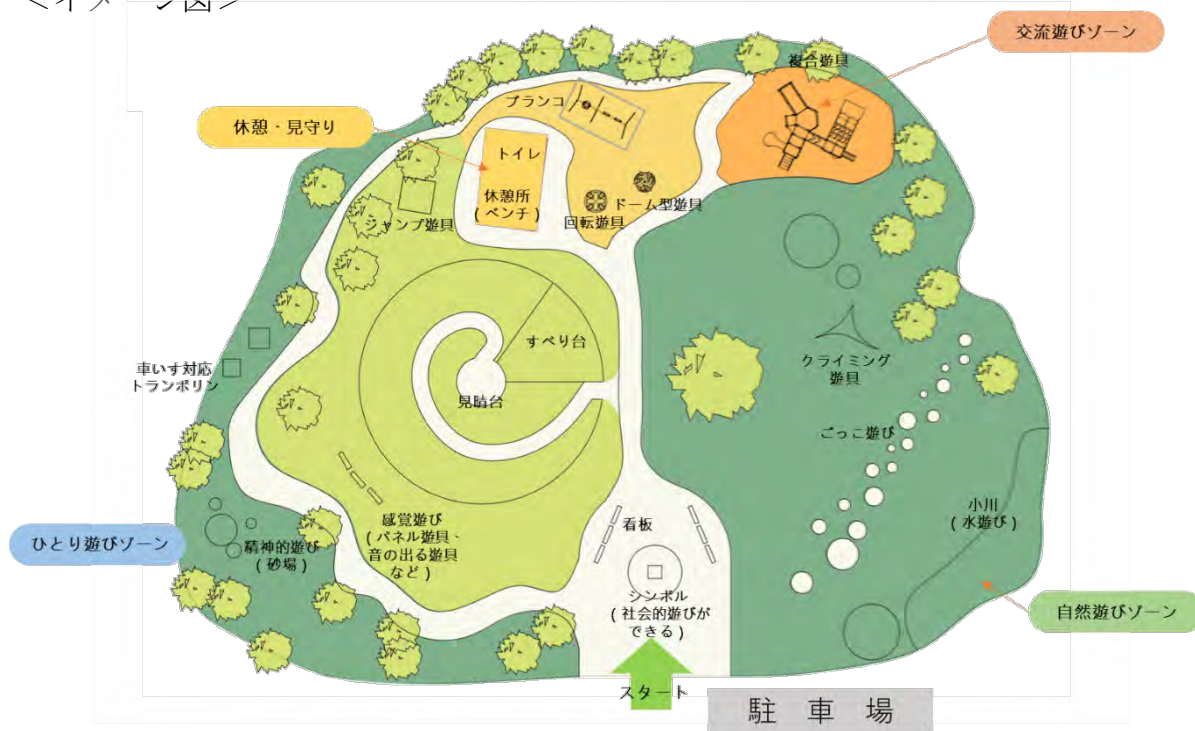 ＜イメージ図＞
交流遊びゾーン
複合遊具
ブランコ
休憩・見守り
トイレ
休憩所
（ベンチ）
ドーム型遊具
回転遊具
ジャンプ遊具
すべり台
見晴台
車いす対応
トランポリン
クライミング
遊具
ごっこ遊び
小川
（水遊び）
感覚遊び
（パネル遊具、
音の出る遊具
など）
看板
ひとり遊びゾーン
精神的遊び
（砂場）
シンボル
（社会的遊びが
できる）
自然遊びゾーン
スタート
駐車場